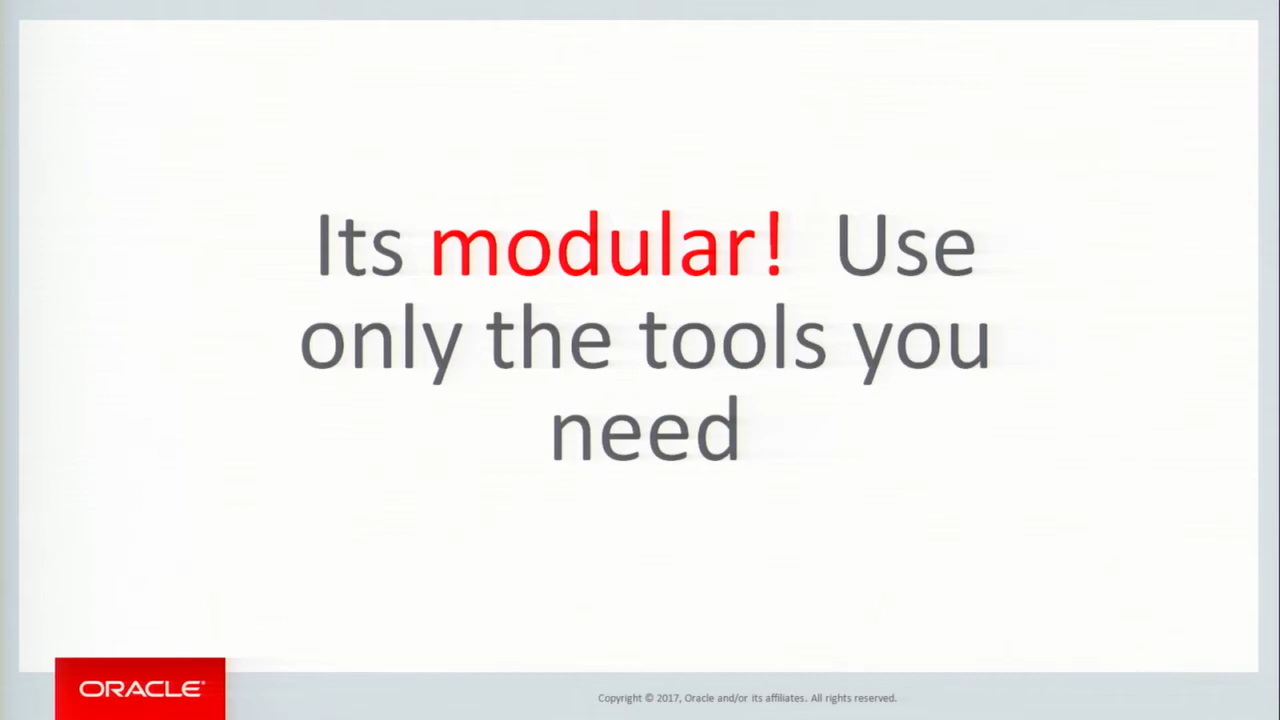 Its modular!  Use
only the tools you
need
ORACLE®
Copyright © 2017, Oracle and/or its affiliates. All rights reserved.